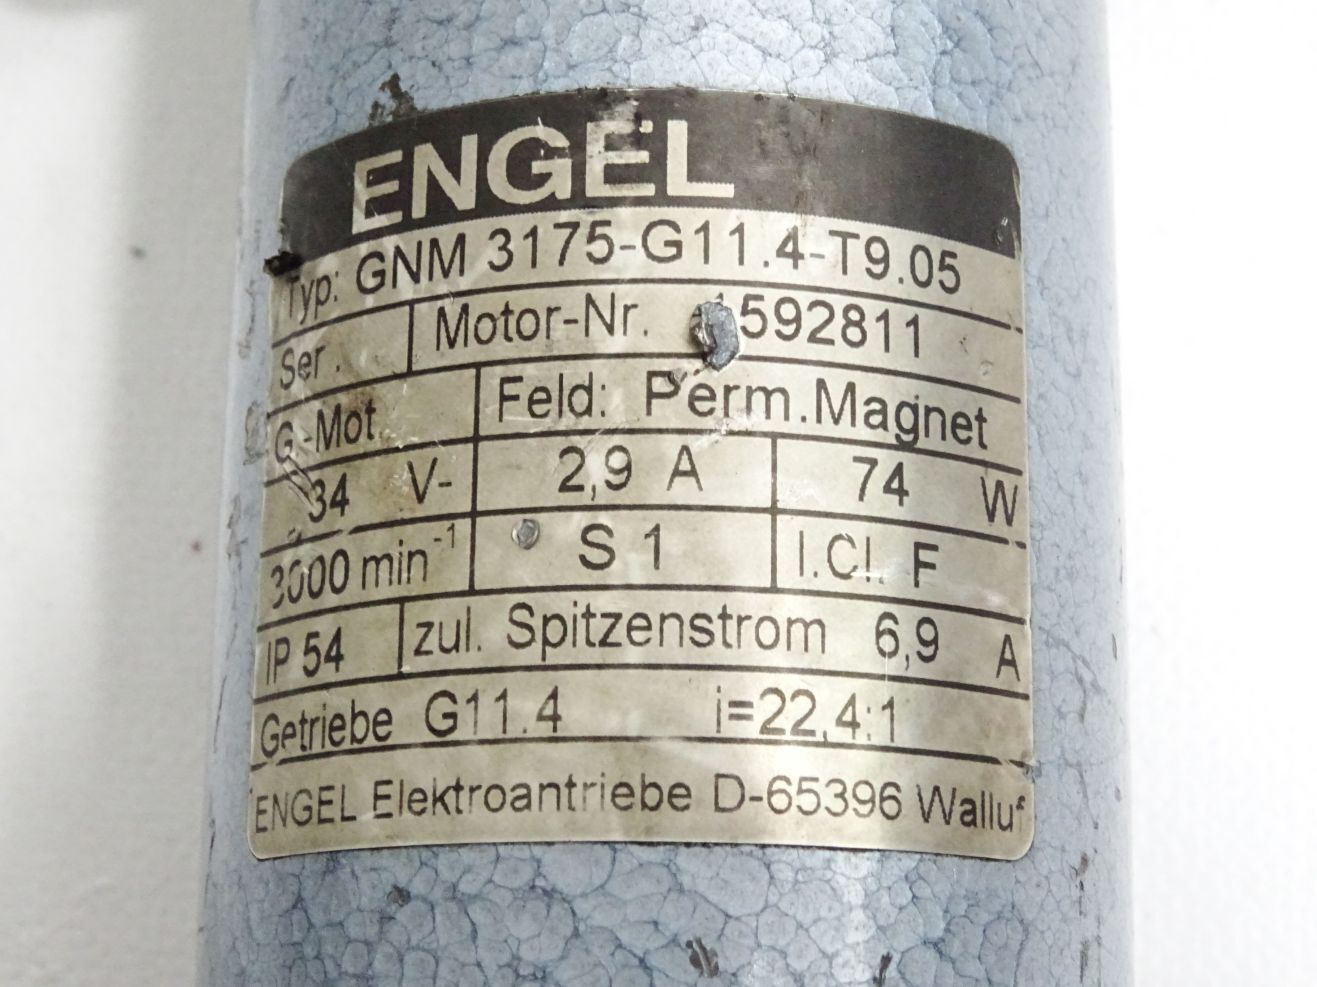 ENGEL
Typ: GNM 3175-G11.4-T9.05
Ser. Motor-Nr. 592811
G.-Mot. Feld: Perm.Magnet
34 V- 2,9 A 74 W
3000 min-1 S 1 I.Cl. F
IP 54 zul. Spitzenstrom 6,9 A
Getriebe G11.4 i=22,4:1
ENGEL Elektroantriebe D-65396 Walluf